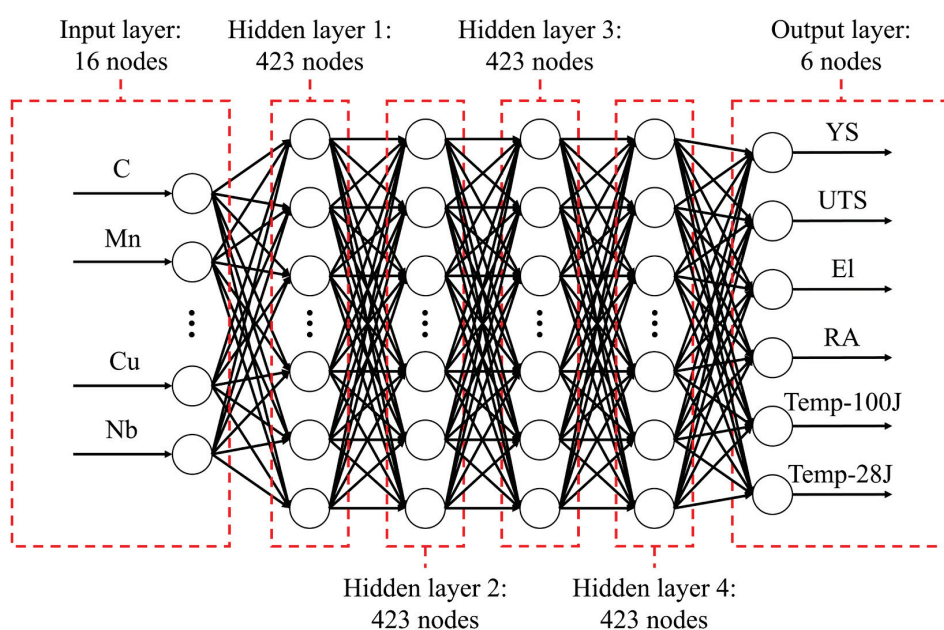 Input layer:
16 nodes
Hidden layer 1:
423 nodes
Hidden layer 3:
423 nodes
Output layer:
6 nodes
C
Mn
Cu
Nb
YS
UTS
El
RA
Temp-100J
Temp-28J
Hidden layer 2:
423 nodes
Hidden layer 4:
423 nodes